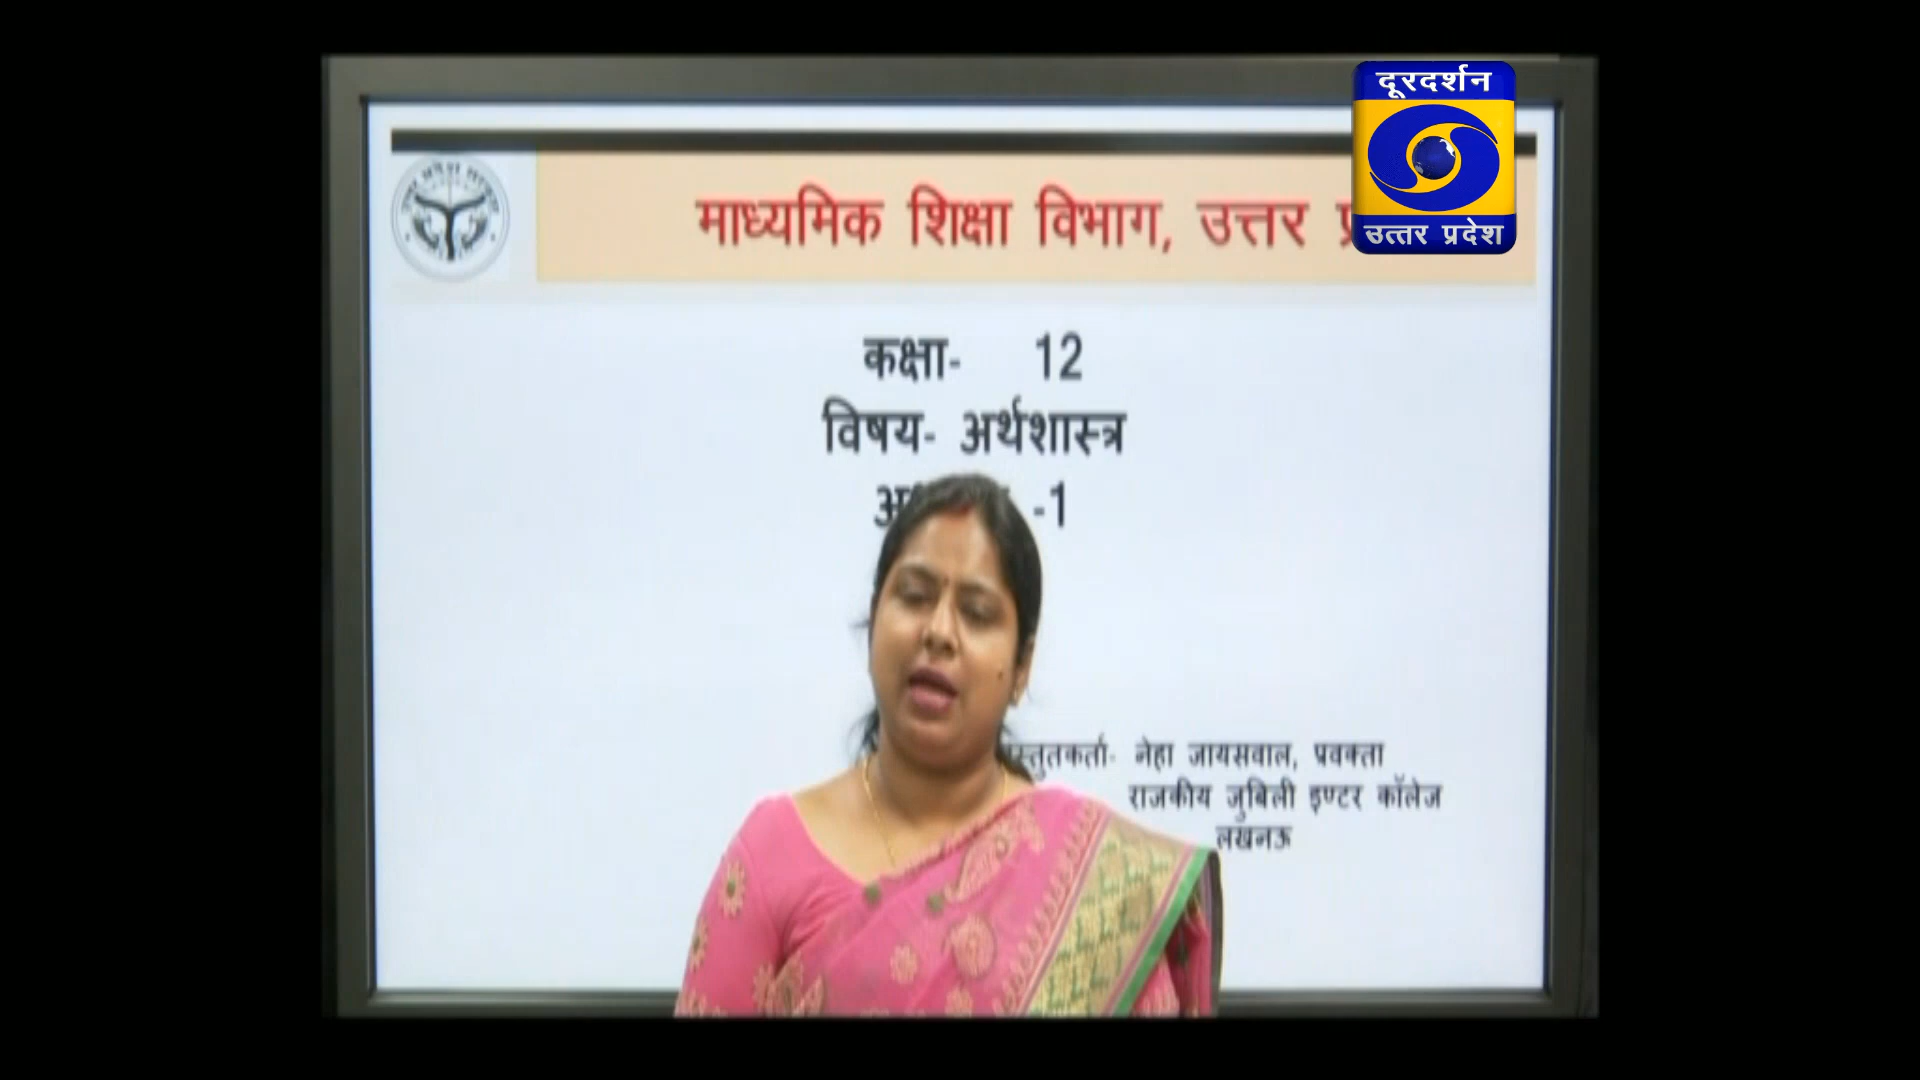 दूरदर्शन
उत्तर प्रदेश
माध्यमिक शिक्षा विभाग, उत्तर
कक्षा- 12
विषय- अर्थशास्त्र
-1
नेहा जायसवाल, प्रवक्ता
राजकीय जुबिली इण्टर कॉलेज
लखनऊ